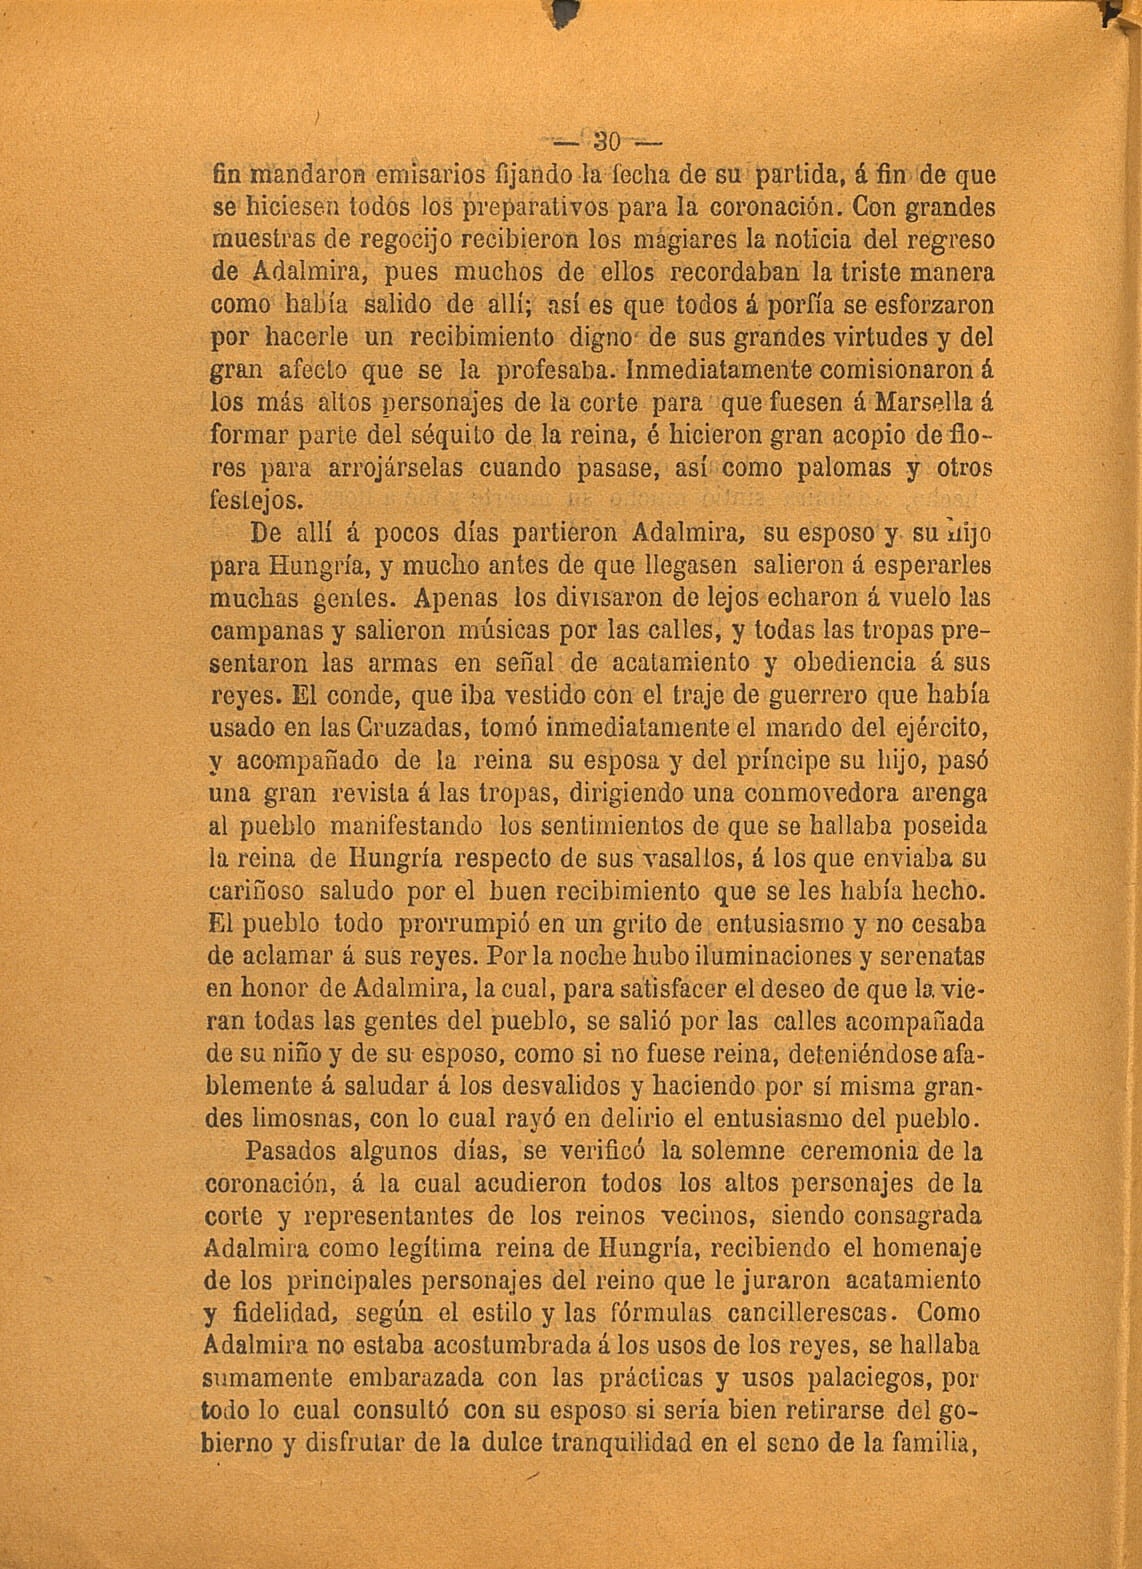 — 30 —
fin mandaron emisarios fijando la fecha de su partida, á fin de que
se hiciesen todos los preparativos para la coronación. Con grandes
muestras de regocijo recibieron los magiares la noticia del regreso
de Adalmira, pues muchos de ellos recordaban la triste manera
como había salido de allí; así es que todos á porfía se esforzaron
por hacerle un recibimiento digno de sus grandes virtudes y del
gran afecto que se la profesaba. Inmediatamente comisionaron á
los más altos personajes de la corte para que fuesen á Marsella á
formar parte del séquito de la reina, é hicieron gran acopio de flo-
res para arrojárselas cuando pasase, así como palomas y otros
festejos.
De allí á pocos días partieron Adalmira, su esposo y su hijo
para Hungría, y mucho antes de que llegasen salieron á esperarles
muchas gentes. Apenas los divisaron de lejos echaron á vuelo las
campanas y salieron músicas por las calles, y todas las tropas pre-
sentaron las armas en señal de acatamiento y obediencia á sus
reyes. El conde, que iba vestido con el traje de guerrero que había
usado en las Cruzadas, tomó inmediatamente el mando del ejército,
y acompañado de la reina su esposa y del príncipe su hijo, pasó
una gran revista á las tropas, dirigiendo una conmovedora arenga
al pueblo manifestando los sentimientos de que se hallaba poseida
la reina de Hungría respecto de sus vasallos, á los que enviaba su
cariñoso saludo por el buen recibimiento que se les había hecho.
El pueblo todo prorrumpió en un grito de entusiasmo y no cesaba
de aclamar á sus reyes. Por la noche hubo iluminaciones y serenatas
en honor de Adalmira, la cual, para satisfacer el deseo de que la vie-
ran todas las gentes del pueblo, se salió por las calles acompañada
de su niño y de su esposo, como si no fuese reina, deteniéndose afa-
blemente á saludar á los desvalidos y haciendo por sí misma gran-
des limosnas, con lo cual rayó en delirio el entusiasmo del pueblo.
Pasados algunos días, se verificó la solemne ceremonia de la
coronación, á la cual acudieron todos los altos personajes de la
corte y representantes de los reinos vecinos, siendo consagrada
Adalmira como legítima reina de Hungría, recibiendo el homenaje
de los principales personajes del reino que le juraron acatamiento
y fidelidad, según el estilo y las fórmulas cancillerescas. Como
Adalmira no estaba acostumbrada á los usos de los reyes, se hallaba
sumamente embarazada con las prácticas y usos palaciegos, por
todo lo cual consultó con su esposo si sería bien retirarse del go-
bierno y disfrutar de la dulce tranquilidad en el seno de la familia,